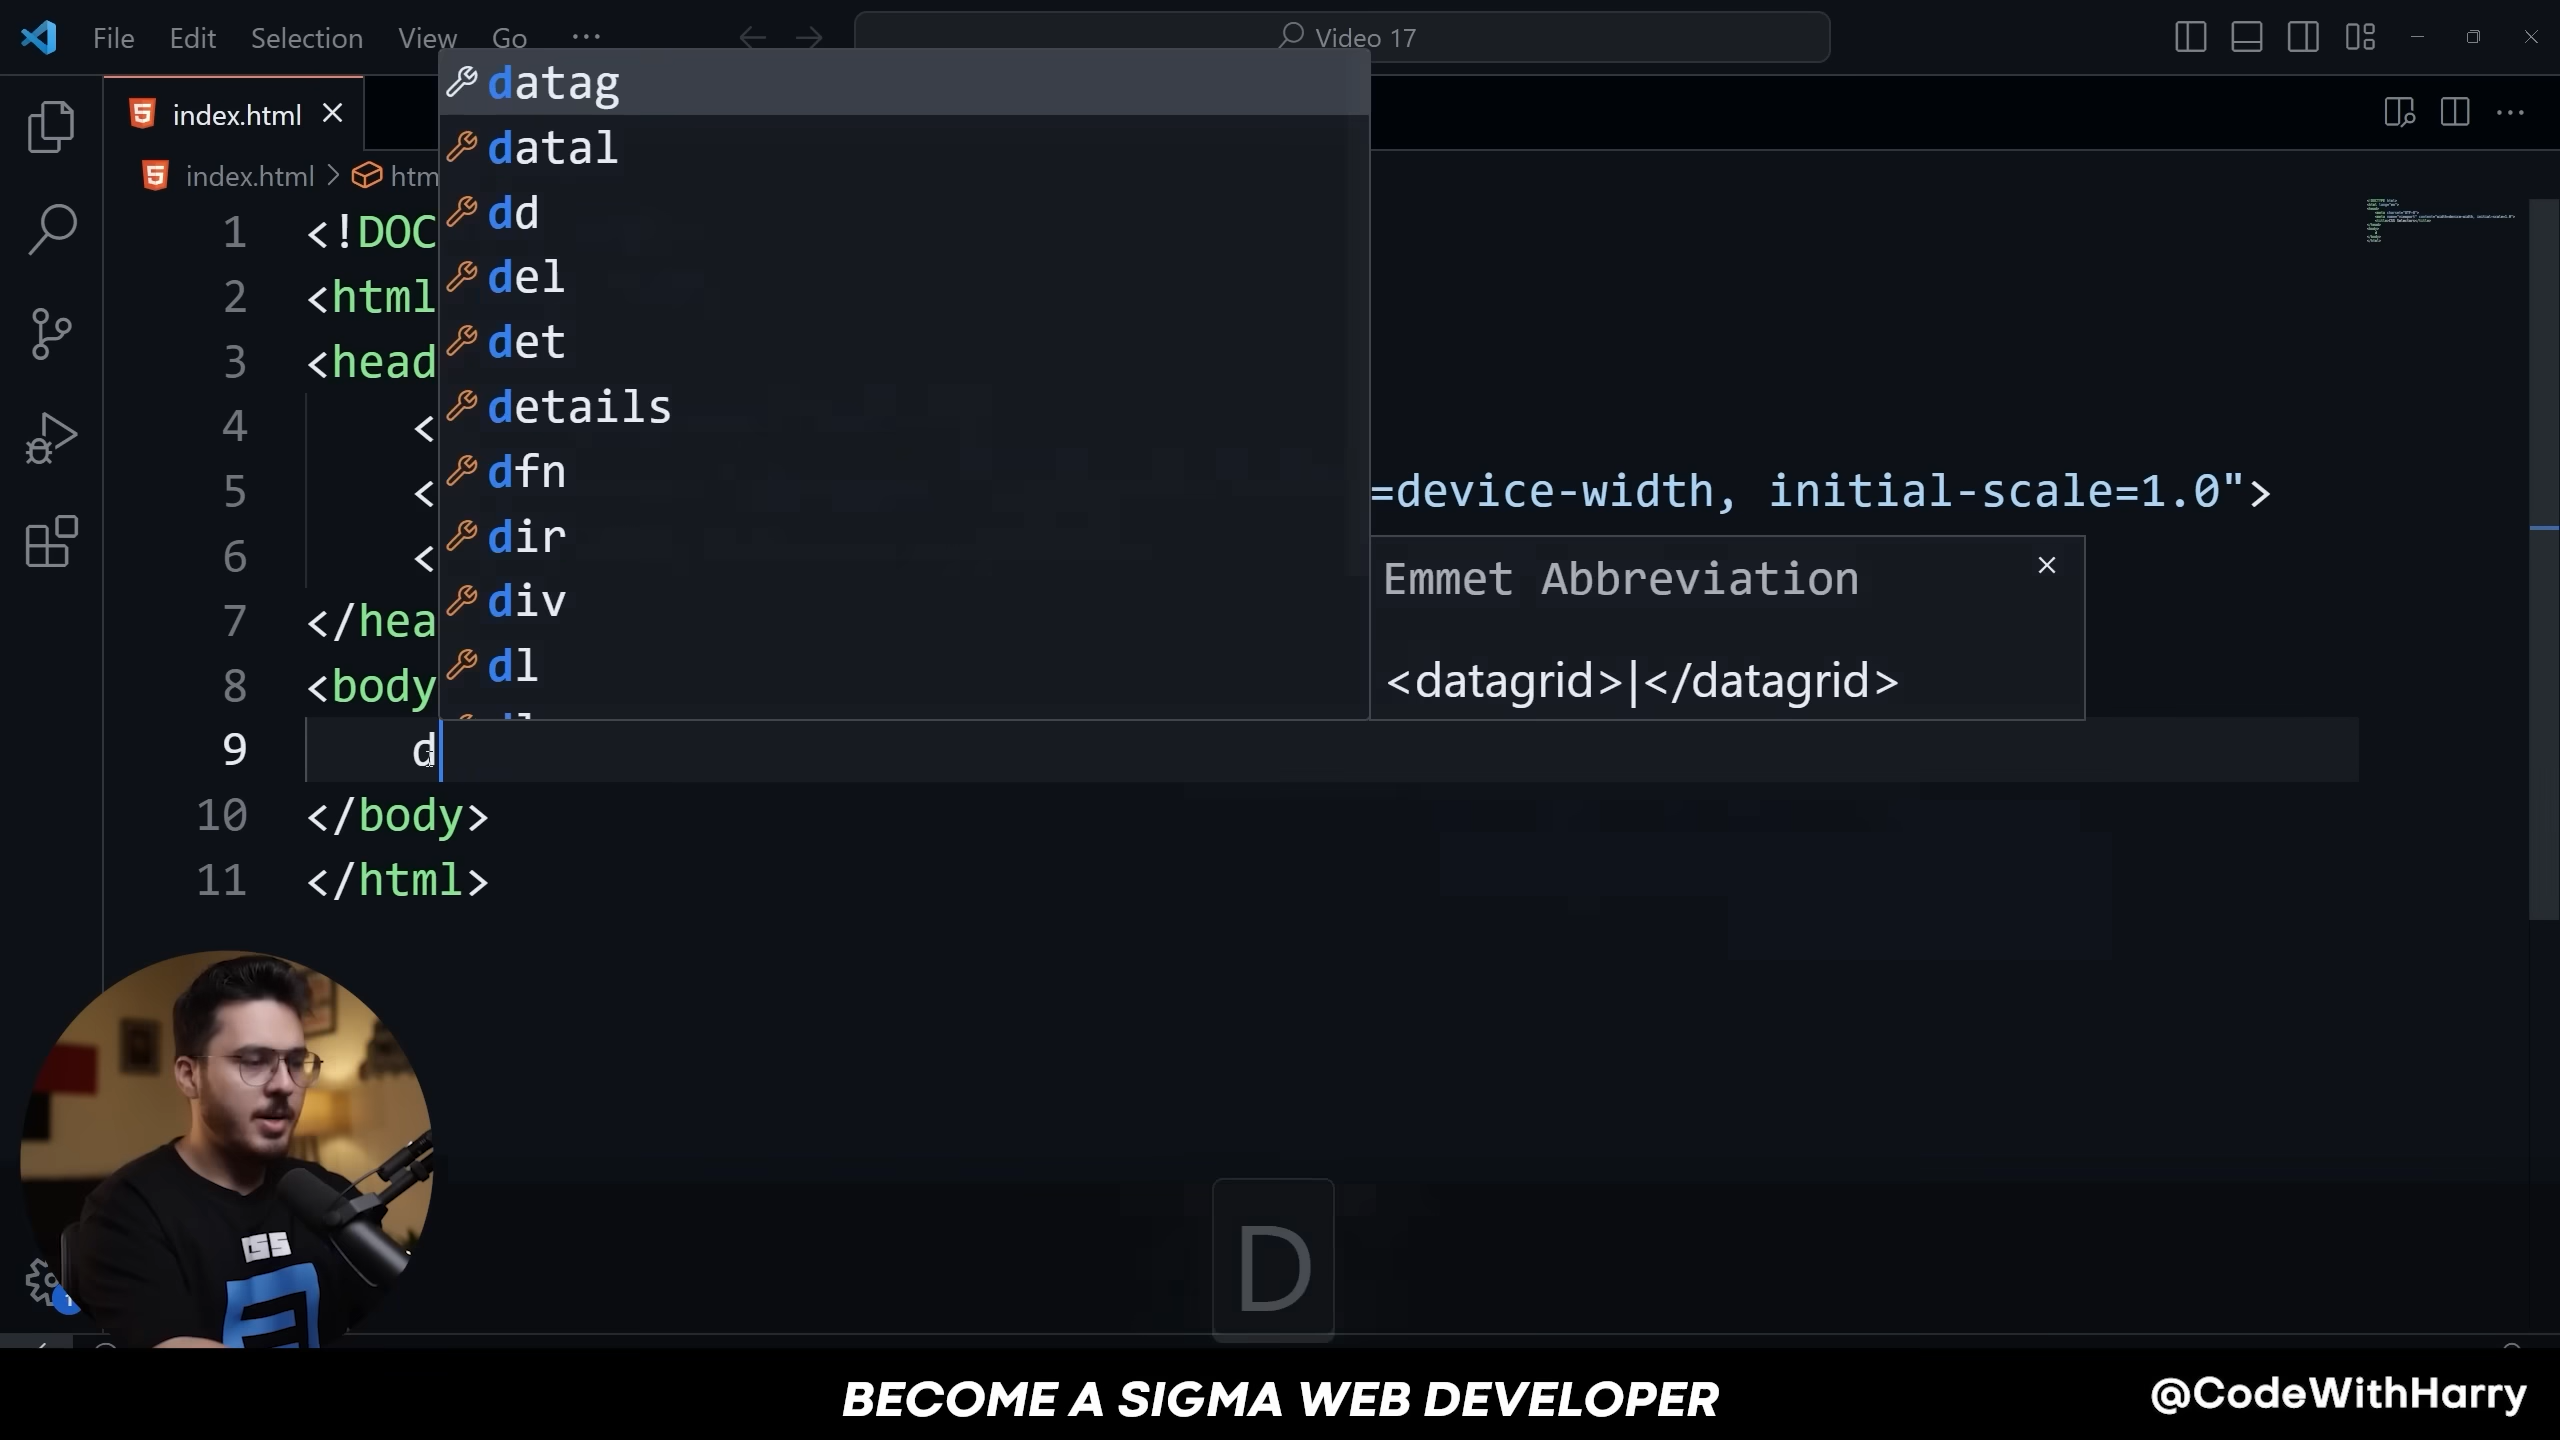 File Edit Selection View Go ...
Video 17
index.html
index.html > htm
datag
datal
dd
del
det
details
dfn
dir
div
dl
1 <!DOC
2 <html
3 <head
4 <
5 < =device-width, initial-scale=1.0">
6 <
7 </hea
8 <body
9 d
10 </body>
11 </html>
Emmet Abbreviation
<datagrid>|</datagrid>
CSS
D
BECOME A SIGMA WEB DEVELOPER
@CodeWithHarry